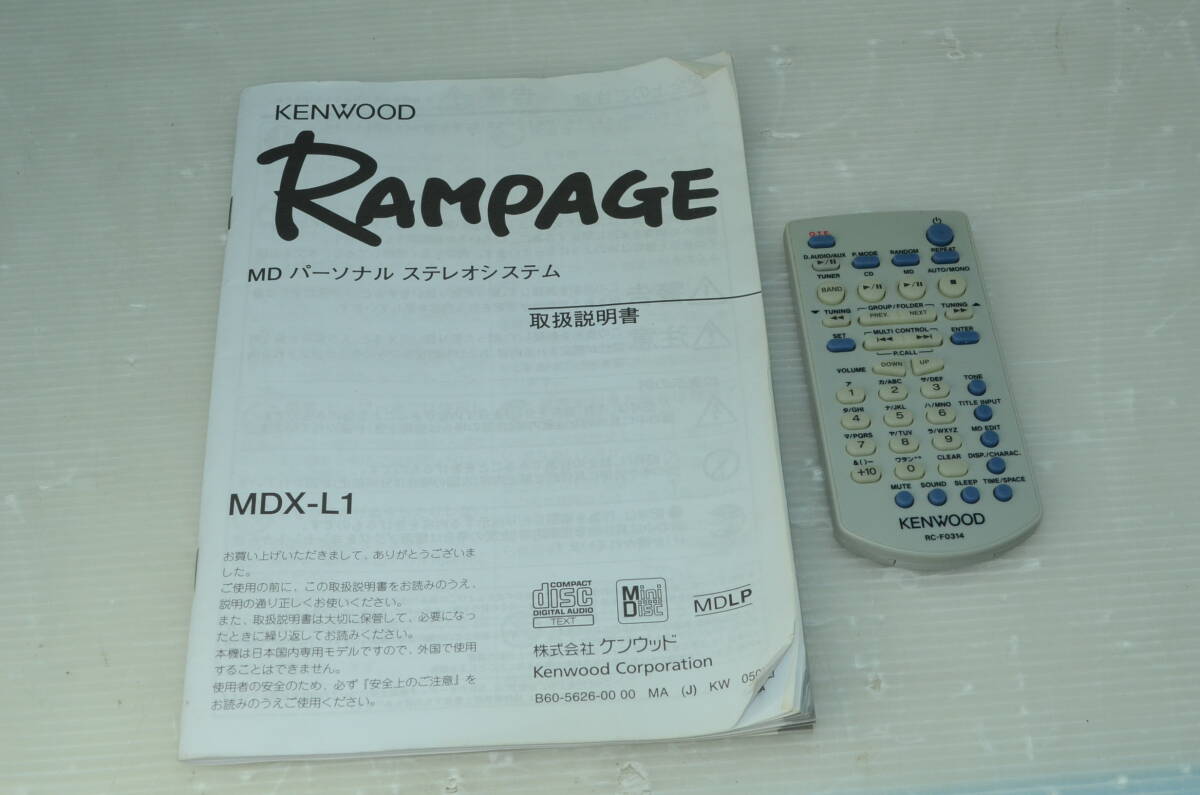 KENWOOD
RAMPAGE
MD パーソナル ステレオシステム
取扱説明書
MDX-L1
お買い上げいただきまして、ありがとうございま
した。
ご使用の前に、この取扱説明書をお読みのうえ、
説明の通り正しくお使いください。
また、取扱説明書は大切に保管して、必要になっ
たときに繰り返してお読みください。
本機は日本国内専用モデルですので、外国で使用
することはできません。
使用者の安全のため、必ず『安全上のご注意』を
お読みのうえご使用ください。
COMPACT
disc
DIGITAL AUDIO
TEXT
Mini
Disc
MDLP
株式会社 ケンウッド
Kenwood Corporation
B60-5626-00 00 MA (J) KW
O.T.E.
D.AUDIO/AUX P.MODE RANDOM REPEAT
TUNER CD MD AUTO/MONO
BAND
TUNING GROUP/FOLDER TUNING
PREV. NEXT
SET MULTI CONTROL ENTER
P.CALL
VOLUME DOWN UP
ア カ/ABC サ/DEF TONE
1 2 3
タ/GHI ナ/JKL ハ/MNO TITLE INPUT
4 5 6
マ/PQRS ヤ/TUV ラ/WXYZ MD EDIT
7 8 9
&()- ワヲン゛゜ CLEAR DISP./CHARAC.
+10 0
MUTE SOUND SLEEP TIME/SPACE
KENWOOD
RC-F0314